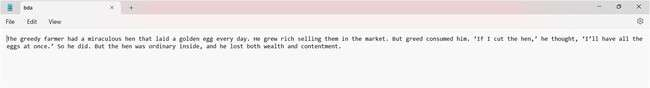 bda
File Edit View
The greedy farmer had a miraculous hen that laid a golden egg every day. He grew rich selling them in the market. But greed consumed him. 'If I cut the hen,' he thought, 'I'll have all the
eggs at once.' So he did. But the hen was ordinary inside, and he lost both wealth and contentment.